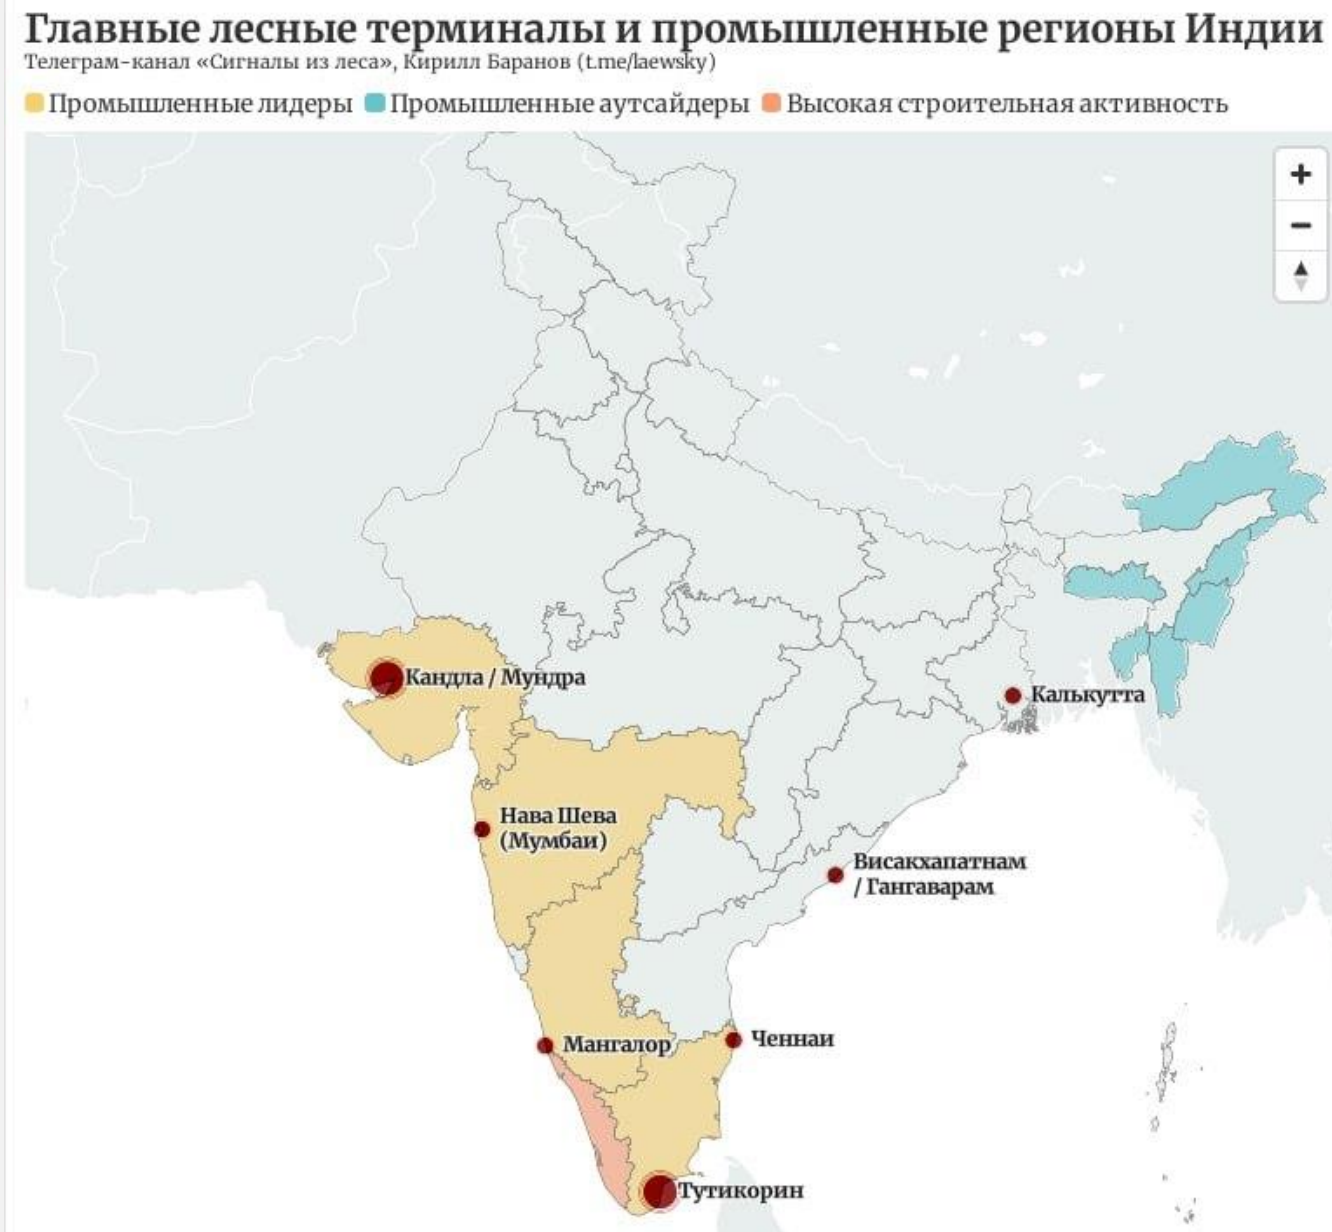 Главные лесные терминалы и промышленные регионы Индии
Телеграм-канал «Сигналы из леса», Кирилл Баранов (t.me/laewsky)
Промышленные лидеры Промышленные аутсайдеры Высокая строительная активность
Кандла / Мундра
Калькутта
Нава Шева
(Мумбаи)
Висакхапатнам
/ Гангаварам
Мангалор
Ченнаи
Тутикорин